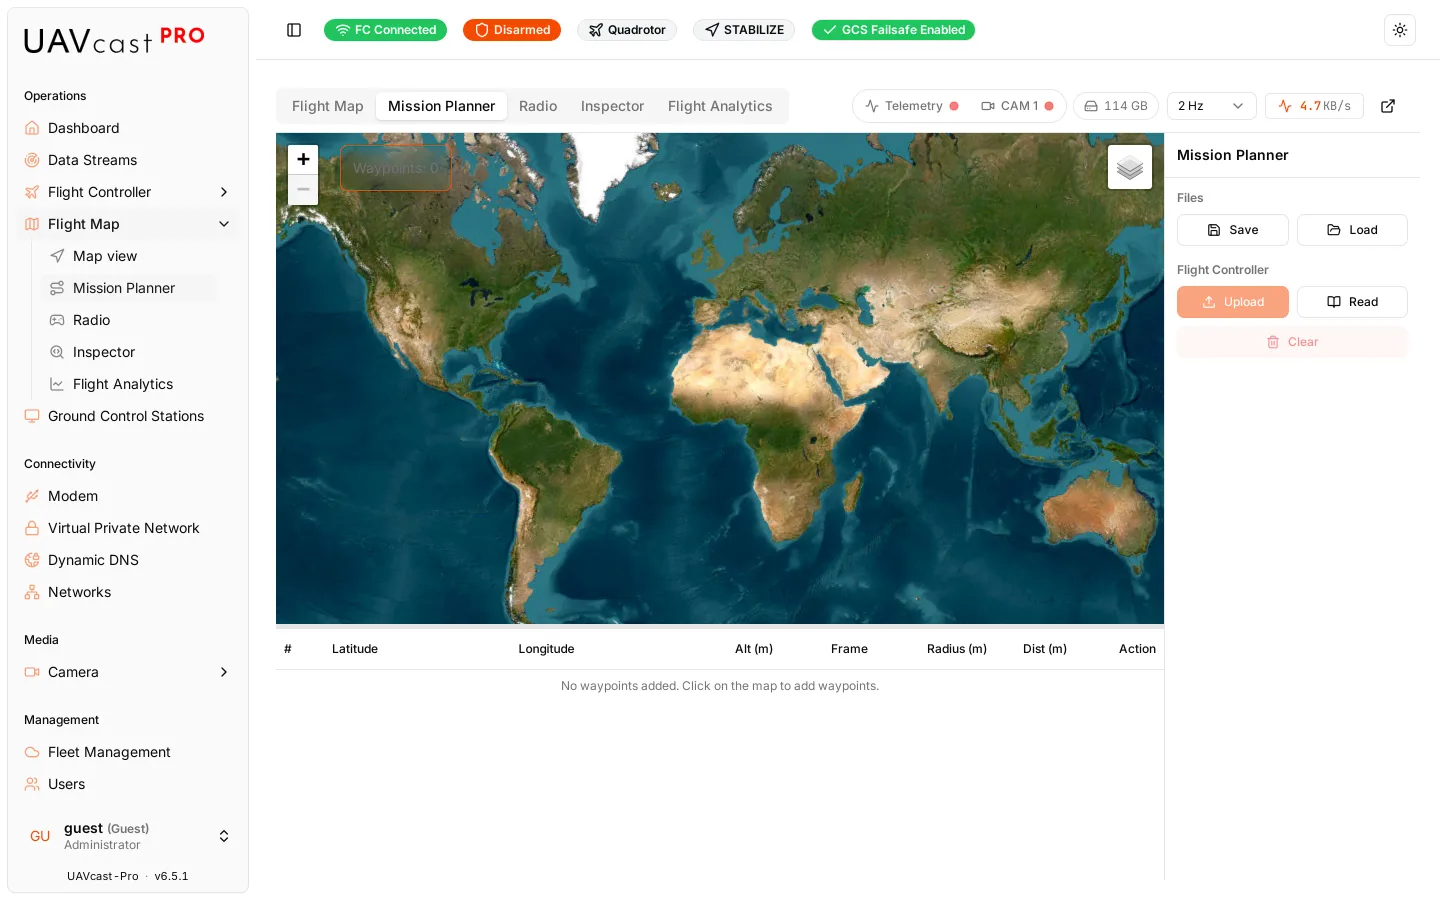 UAVcast PRO
Operations
Dashboard
Data Streams
Flight Controller
Flight Map
Map view
Mission Planner
Radio
Inspector
Flight Analytics
Ground Control Stations
Connectivity
Modem
Virtual Private Network
Dynamic DNS
Networks
Media
Camera
Management
Fleet Management
Users
GU
guest (Guest)
Administrator
UAVcast-Pro · v6.5.1
FC Connected Disarmed Quadrotor STABILIZE GCS Failsafe Enabled
Flight Map Mission Planner Radio Inspector Flight Analytics
Telemetry CAM 1 114 GB 2 Hz 4.7KB/s
+
−
Waypoints: 0
# Latitude Longitude Alt (m) Frame Radius (m) Dist (m) Action
No waypoints added. Click on the map to add waypoints.
Mission Planner
Files
Save Load
Flight Controller
Upload Read
Clear